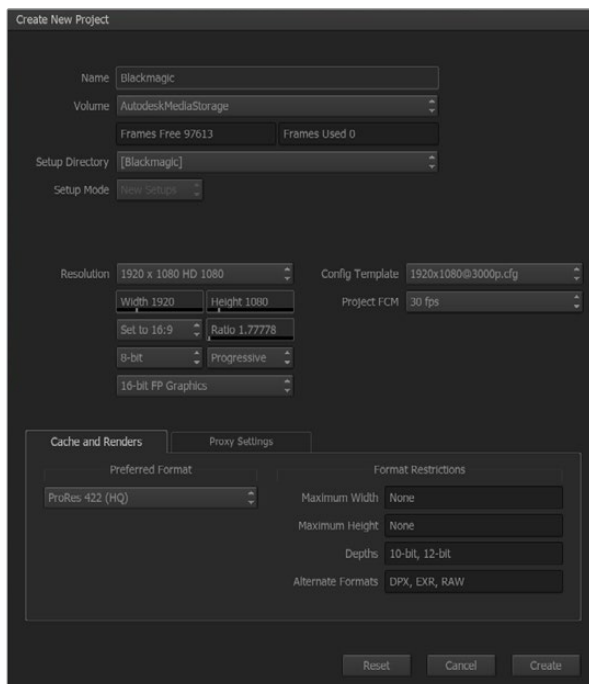 Create New Project
Name Blackmagic
Volume AutodeskMediaStorage
Frames Free 97613 Frames Used 0
Setup Directory [Blackmagic]
Setup Mode New Setups
Resolution 1920 x 1080 HD 1080 Config Template 1920x1080@3000p.cfg
Width 1920 Height 1080 Project FCM 30 fps
Set to 16:9 Ratio 1.77778
8-bit Progressive
16-bit FP Graphics
Cache and Renders Proxy Settings
Preferred Format Format Restrictions
ProRes 422 (HQ) Maximum Width None
Maximum Height None
Depths 10-bit, 12-bit
Alternate Formats DPX, EXR, RAW
Reset Cancel Create